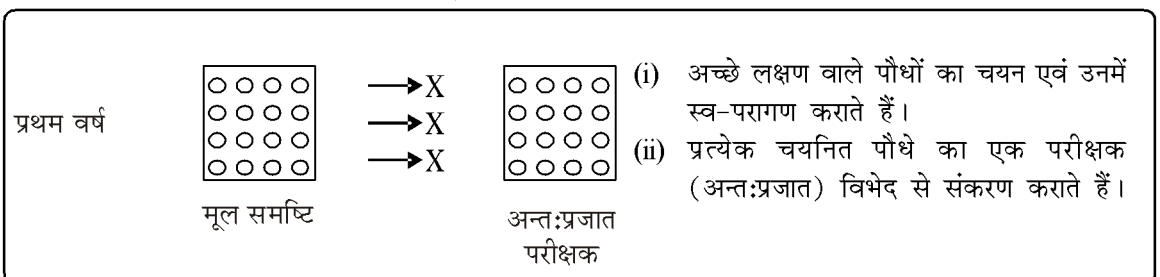 (i) अच्छे लक्षण वाले पौधों का चयन एवं उनमें
स्व-परागण कराते हैं।
प्रथम वर्ष
X
X
X
(ii) प्रत्येक चयनित पौधे का एक परीक्षक
(अन्त:प्रजात) विभेद से संकरण कराते हैं।
मूल समष्टि
अन्त:प्रजात
परीक्षक